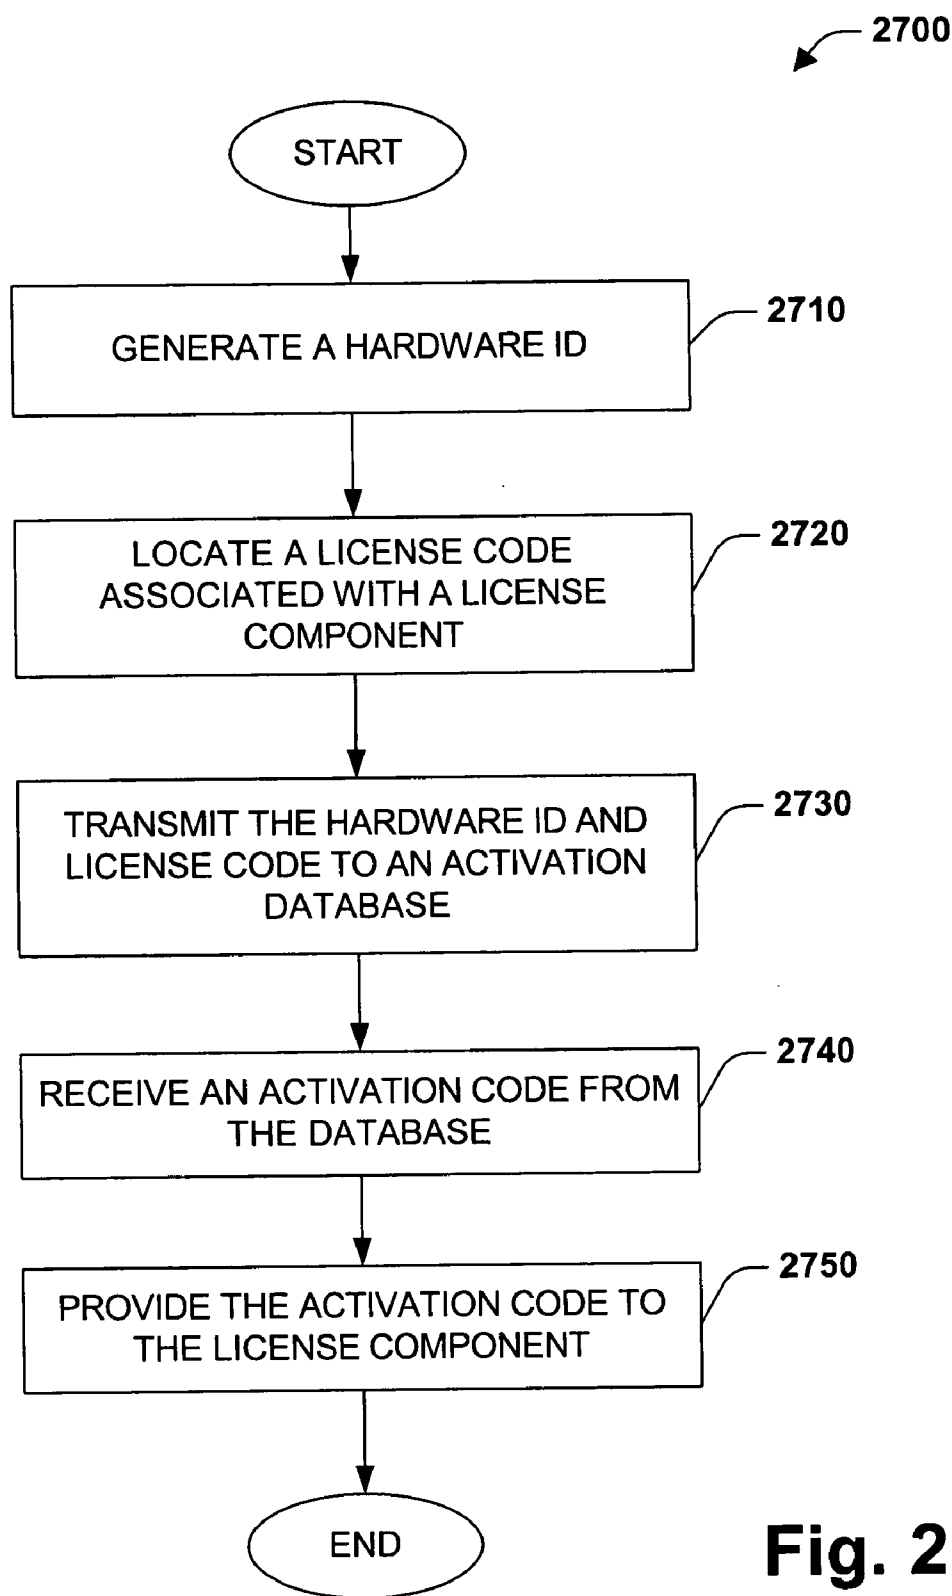 2700
START
GENERATE A HARDWARE ID
2710
LOCATE A LICENSE CODE
ASSOCIATED WITH A LICENSE
COMPONENT
2720
TRANSMIT THE HARDWARE ID AND
LICENSE CODE TO AN ACTIVATION
DATABASE
2730
RECEIVE AN ACTIVATION CODE FROM
THE DATABASE
2740
PROVIDE THE ACTIVATION CODE TO
THE LICENSE COMPONENT
2750
END
Fig. 2